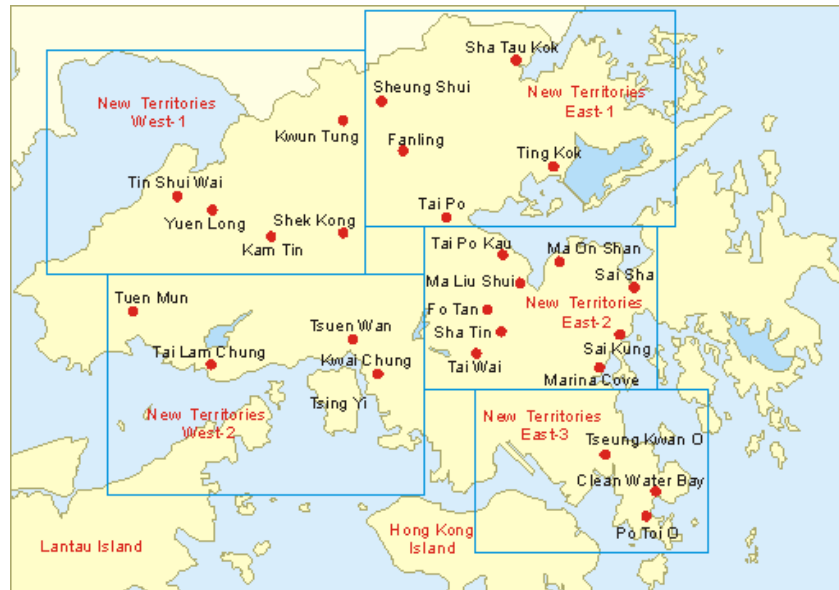 Sha Tau Kok
Sheung Shui
New Territories
East-1
New Territories
West-1
Kwun Tung
Fanling
Ting Kok
Tin Shui Wai
Yuen Long
Shek Kong
Kam Tin
Tai Po
Tai Po Kau
Ma On Shan
Ma Liu Shui
Sai Sha
Tuen Mun
Fo Tan
New Territories
East-2
Tsuen Wan
Sha Tin
Tai Lam Chung
Kwai Chung
Tai Wai
Sai Kung
Marina Cove
Tsing Yi
New Territories
West-2
New Territories
East-3
Tseung Kwan O
Clean Water Bay
Po Toi O
Hong Kong
Island
Lantau Island